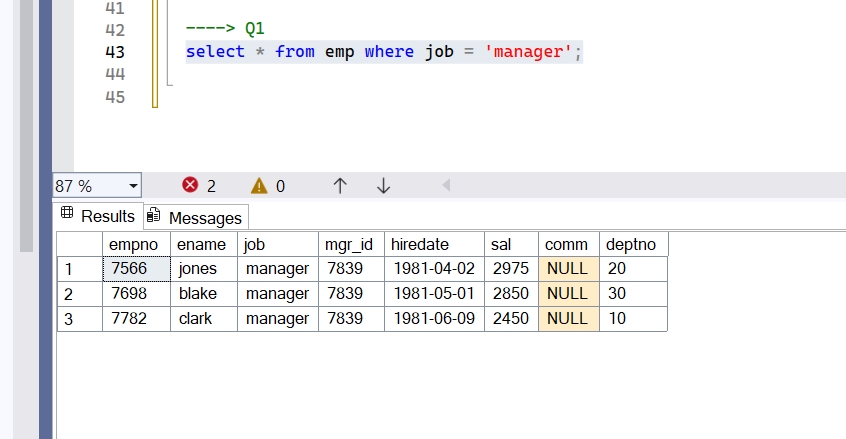 41
42 ----> Q1
43 select * from emp where job = 'manager';
44
45
87 % 2 0
Results Messages
empno ename job mgr_id hiredate sal comm deptno
1 7566 jones manager 7839 1981-04-02 2975 NULL 20
2 7698 blake manager 7839 1981-05-01 2850 NULL 30
3 7782 clark manager 7839 1981-06-09 2450 NULL 10